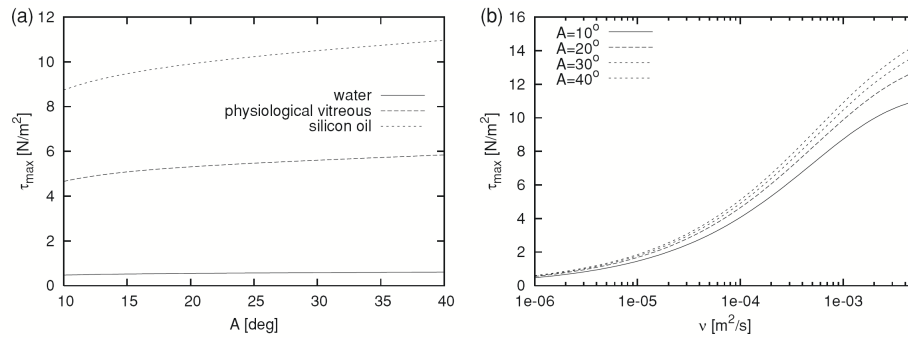 (a)
12
10
8
6
4
2
0
τmax [N/m²]
water
physiological vitreous
silicon oil
10 15 20 25 30 35 40
A [deg]
(b)
16
14
12
10
8
6
4
2
0
τmax [N/m²]
A=10°
A=20°
A=30°
A=40°
1e-06 1e-05 1e-04 1e-03
ν [m²/s]